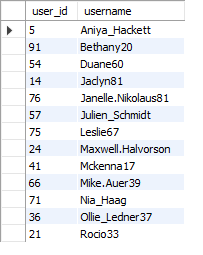 user_id username
5 Aniya_Hackett
91 Bethany20
54 Duane60
14 Jaclyn81
76 Janelle.Nikolaus81
57 Julien_Schmidt
75 Leslie67
24 Maxwell.Halvorson
41 Mckenna17
66 Mike.Auer39
71 Nia_Haag
36 Ollie_Ledner37
21 Rocio33